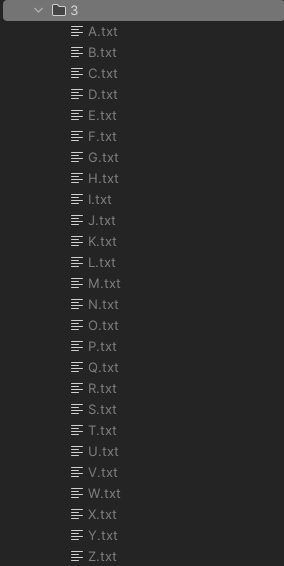 3
A.txt
B.txt
C.txt
D.txt
E.txt
F.txt
G.txt
H.txt
I.txt
J.txt
K.txt
L.txt
M.txt
N.txt
O.txt
P.txt
Q.txt
R.txt
S.txt
T.txt
U.txt
V.txt
W.txt
X.txt
Y.txt
Z.txt